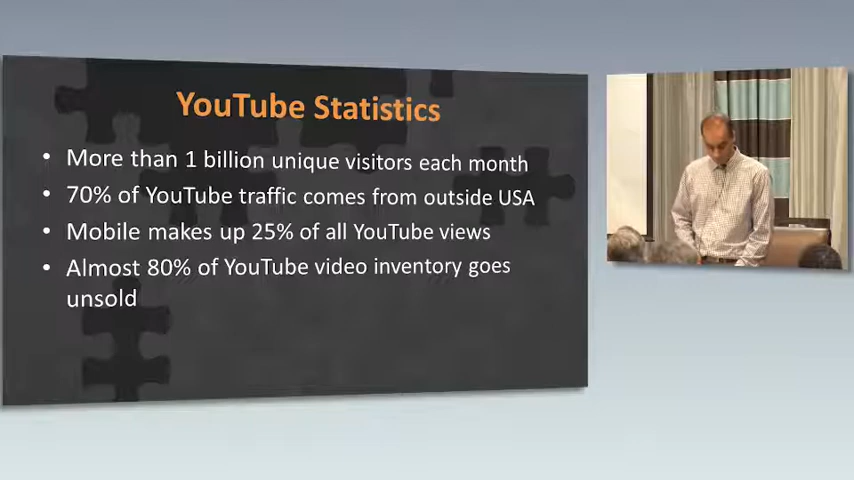 YouTube Statistics
• More than 1 billion unique visitors each month
• 70% of YouTube traffic comes from outside USA
• Mobile makes up 25% of all YouTube views
• Almost 80% of YouTube video inventory goes
unsold